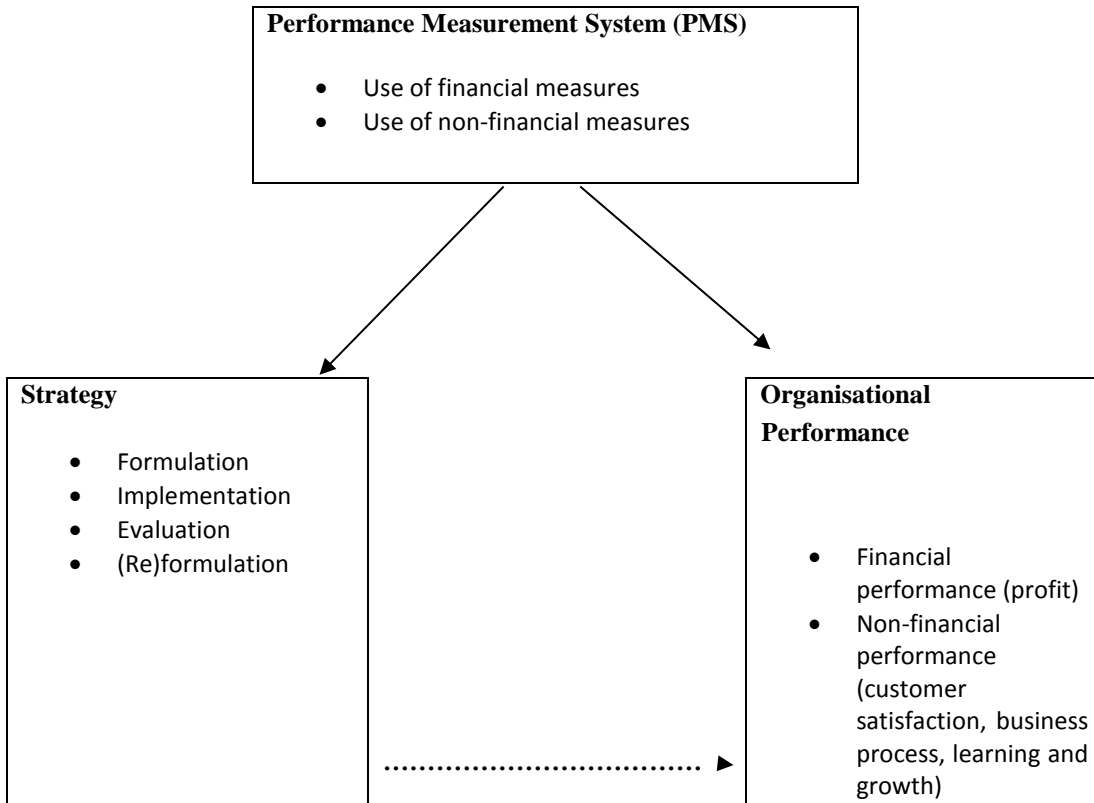 Performance Measurement System (PMS)
• Use of financial measures
• Use of non-financial measures
Strategy
• Formulation
• Implementation
• Evaluation
• (Re)formulation
Organisational
Performance
• Financial
performance (profit)
• Non-financial
performance
(customer
satisfaction, business
process, learning and
growth)